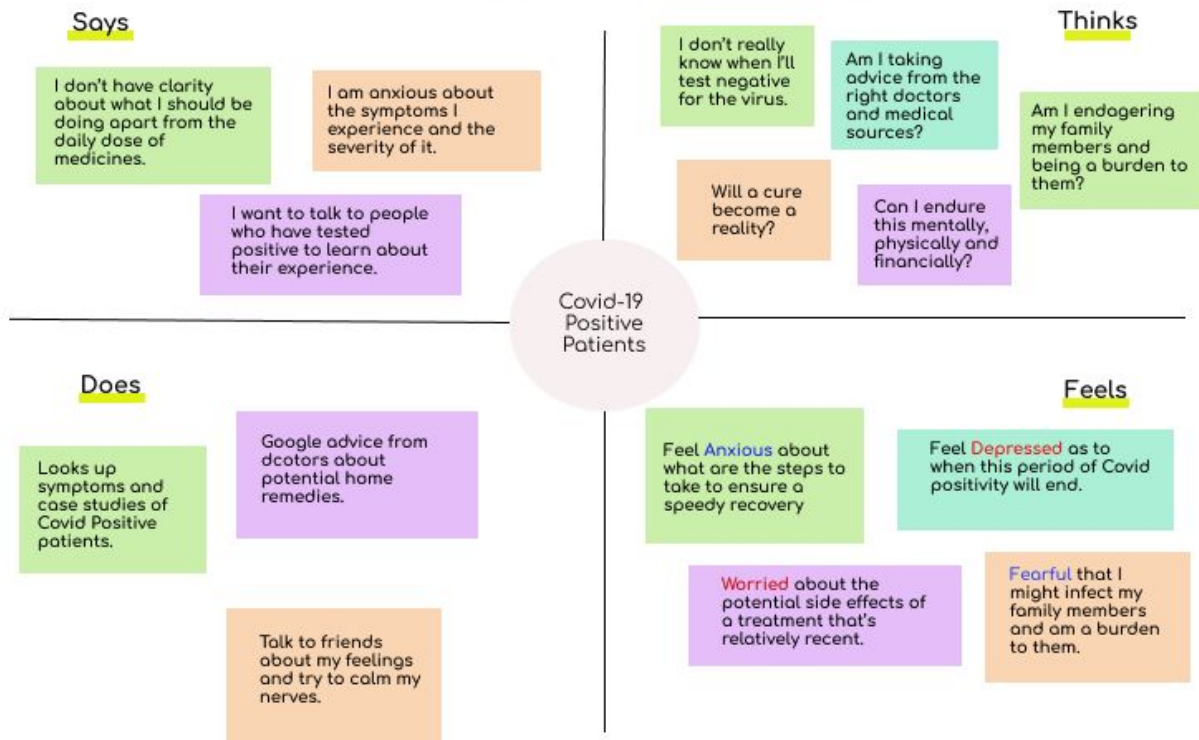 Says
I don't have clarity
about what I should be
doing apart from the
daily dose of
medicines.
I am anxious about
the symptoms I
experience and the
severity of it.
I want to talk to people
who have tested
positive to learn about
their experience.
Thinks
I don't really
know when I'll
test negative
for the virus.
Am I taking
advice from the
right doctors
and medical
sources?
Am I endagering
my family
members and
being a burden to
them?
Will a cure
become a
reality?
Can I endure
this mentally,
physically and
financially?
Covid-19
Positive
Patients
Does
Looks up
symptoms and
case studies of
Covid Positive
patients.
Google advice from
dcotors about
potential home
remedies.
Talk to friends
about my feelings
and try to calm my
nerves.
Feels
Feel Anxious about
what are the steps to
take to ensure a
speedy recovery
Feel Depressed as to
when this period of Covid
positivity will end.
Worried about the
potential side effects of
a treatment that's
relatively recent.
Fearful that I
might infect my
family members
and am a burden
to them.